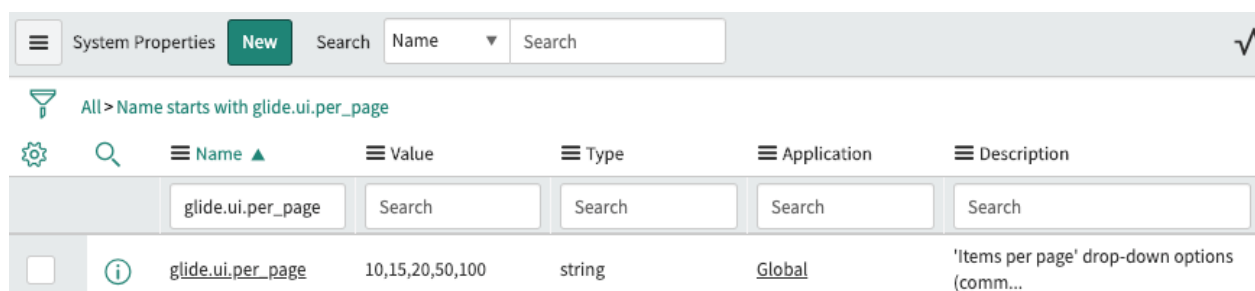 System Properties New Search Name Search
All > Name starts with glide.ui.per_page
Name Value Type Application Description
glide.ui.per_page Search Search Search Search
glide.ui.per_page 10,15,20,50,100 string Global 'Items per page' drop-down options
(comm...